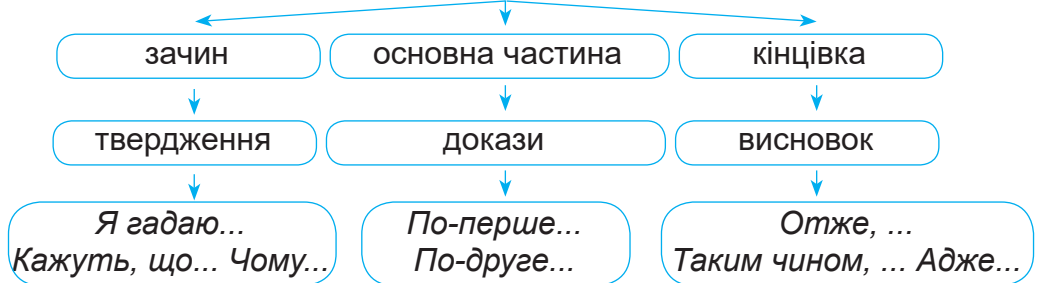 зачин основна частина кінцівка
твердження докази висновок
Я гадаю... По-перше... Отже, ...
Кажуть, що... Чому... По-друге... Таким чином, ... Адже...